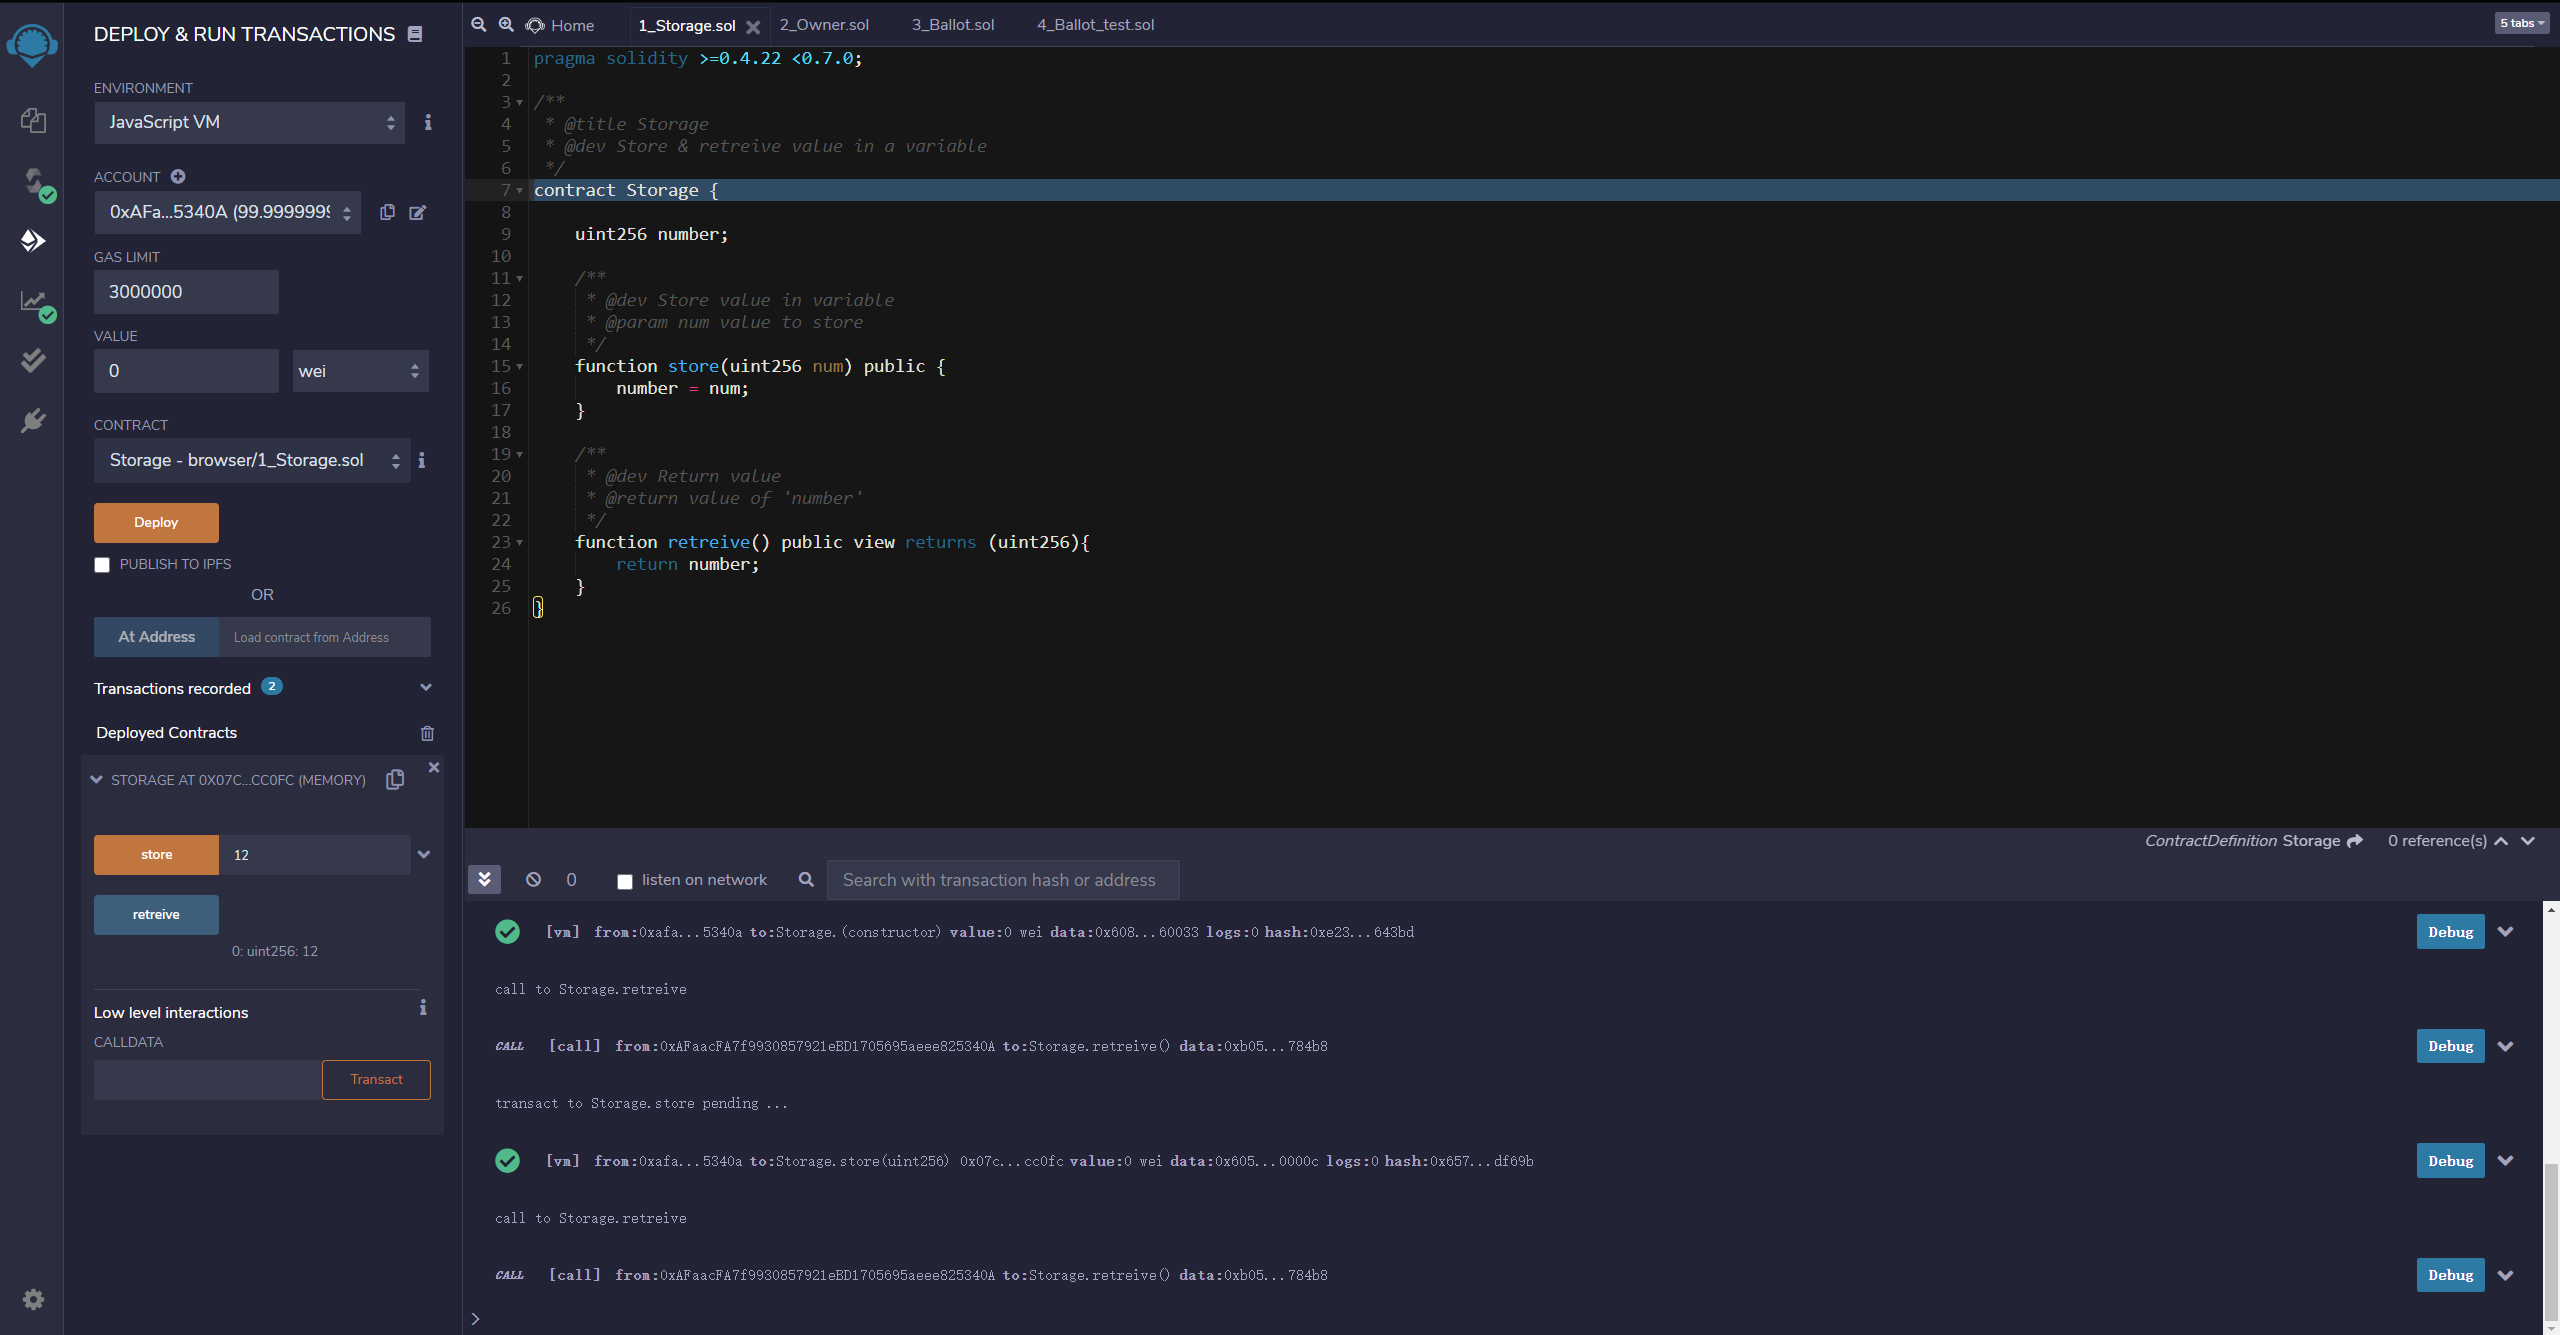 DEPLOY & RUN TRANSACTIONS
ENVIRONMENT
JavaScript VM
ACCOUNT
0xAFa...5340A (99.9999999
GAS LIMIT
3000000
VALUE
0
wei
CONTRACT
Storage - browser/1_Storage.sol
Deploy
PUBLISH TO IPFS
OR
At Address
Load contract from Address
Transactions recorded 2
Deployed Contracts
STORAGE AT 0X07C...CC0FC (MEMORY)
store
12
retreive
0: uint256: 12
Low level interactions
CALLDATA
Transact
Home
1_Storage.sol
2_Owner.sol
3_Ballot.sol
4_Ballot_test.sol
5 tabs
1 pragma solidity >=0.4.22 <0.7.0;
2
3 /**
4  * @title Storage
5  * @dev Store & retreive value in a variable
6  */
7 contract Storage {
8
9     uint256 number;
10
11     /**
12      * @dev Store value in variable
13      * @param num value to store
14      */
15     function store(uint256 num) public {
16         number = num;
17     }
18
19     /**
20      * @dev Return value
21      * @return value of 'number'
22      */
23     function retreive() public view returns (uint256){
24         return number;
25     }
26 }
ContractDefinition Storage
0 reference(s)
0
listen on network
Search with transaction hash or address
[vm] from:0xafa...5340a to:Storage.(constructor) value:0 wei data:0x608...60033 logs:0 hash:0xe23...643bd
Debug
call to Storage.retreive
CALL [call] from:0xAFaacFA7f9930857921eBD1705695aeee825340A to:Storage.retreive() data:0xb05...784b8
Debug
transact to Storage.store pending ...
[vm] from:0xafa...5340a to:Storage.store(uint256) 0x07c...cc0fc value:0 wei data:0x605...0000c logs:0 hash:0x657...df69b
Debug
call to Storage.retreive
CALL [call] from:0xAFaacFA7f9930857921eBD1705695aeee825340A to:Storage.retreive() data:0xb05...784b8
Debug
>